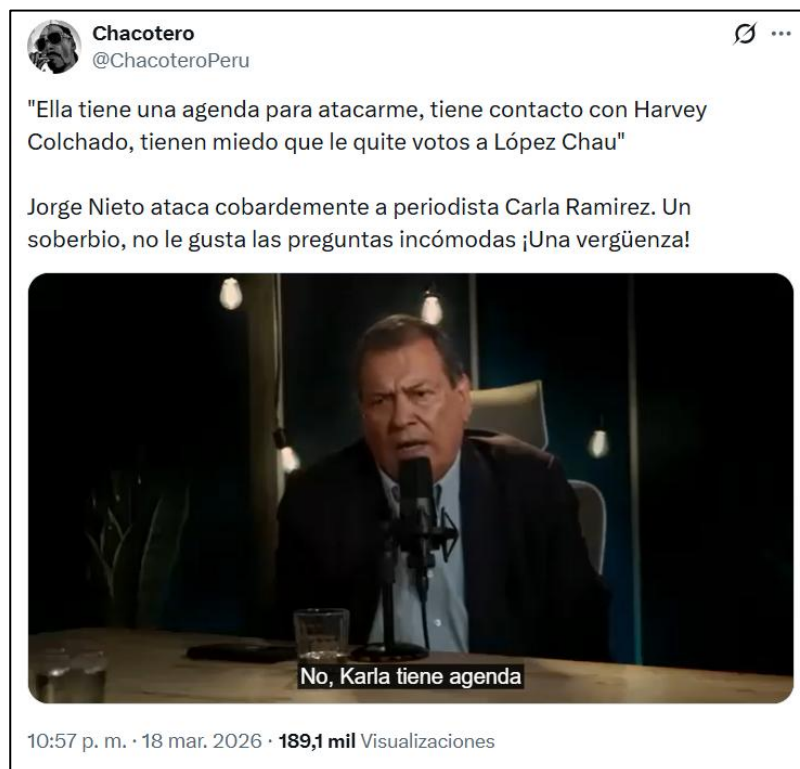 Chacotero
@ChacoteroPeru
"Ella tiene una agenda para atacarme, tiene contacto con Harvey
Colchado, tienen miedo que le quite votos a López Chau"
Jorge Nieto ataca cobardemente a periodista Carla Ramirez. Un
soberbio, no le gusta las preguntas incómodas ¡Una vergüenza!
No, Karla tiene agenda
10:57 p. m. · 18 mar. 2026 · 189,1 mil Visualizaciones